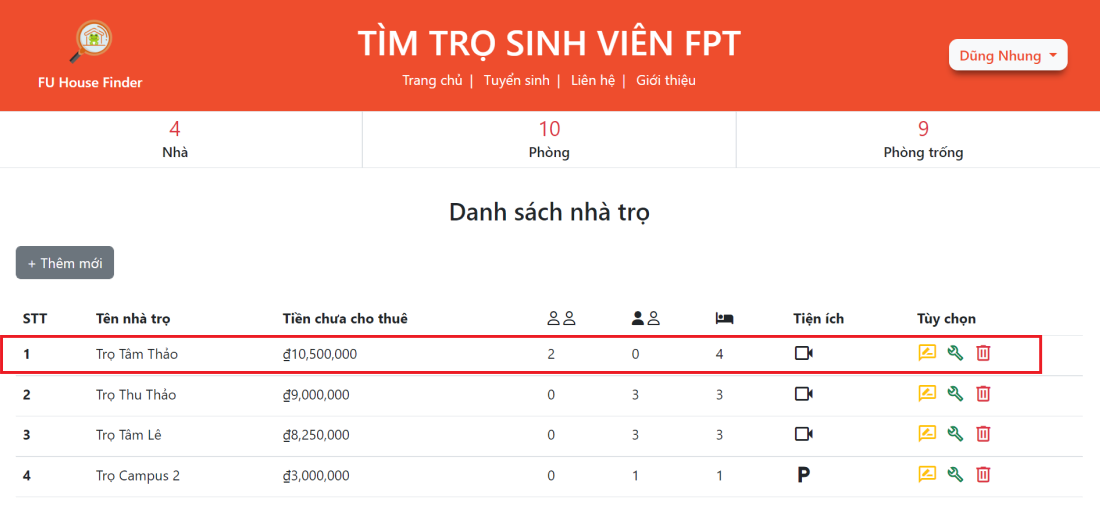 TÌM TRỌ SINH VIÊN FPT
FU House Finder
Trang chủ | Tuyển sinh | Liên hệ | Giới thiệu
Dũng Nhung
4 10 9
Nhà Phòng Phòng trống
Danh sách nhà trọ
+ Thêm mới
STT Tên nhà trọ Tiền chưa cho thuê Tiện ích Tùy chọn
1 Trọ Tâm Thảo ₫10,500,000 2 0 4
2 Trọ Thu Thảo ₫9,000,000 0 3 3
3 Trọ Tâm Lê ₫8,250,000 0 3 3
4 Trọ Campus 2 ₫3,000,000 0 1 1 P